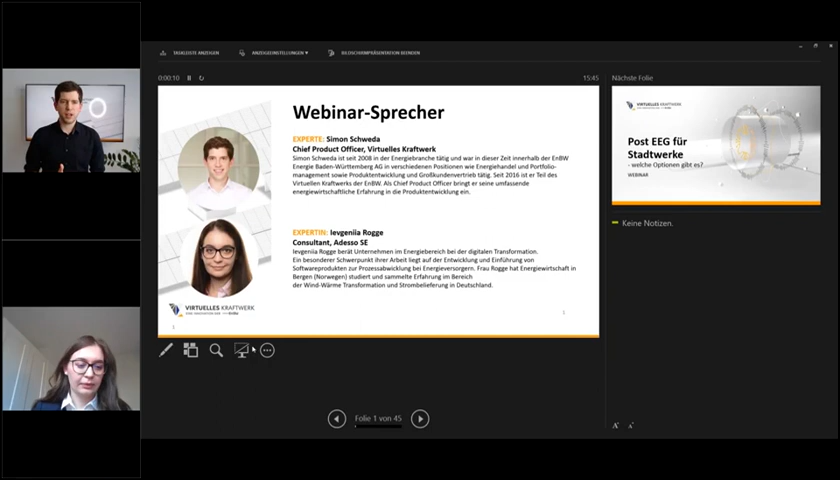 TASKLEISTE ANZEIGEN
ANZEIGEEINSTELLUNGEN ▾
BILDSCHIRMPRÄSENTATION BEENDEN
0:00:10
15:45
Nächste Folie
Webinar-Sprecher
EXPERTE: Simon Schweda
Chief Product Officer, Virtuelles Kraftwerk
Simon Schweda ist seit 2008 in der Energiebranche tätig und war in dieser Zeit innerhalb der EnBW
Energie Baden-Württemberg AG in verschiedenen Positionen wie Energiehandel und Portfolio-
management sowie Produktentwicklung und Großkundenvertrieb tätig. Seit 2016 ist er Teil des
Virtuellen Kraftwerks der EnBW. Als Chief Product Officer bringt er seine umfassende
energiewirtschaftliche Erfahrung in die Produktentwicklung ein.
EXPERTIN: Ievgeniia Rogge
Consultant, Adesso SE
Ievgeniia Rogge berät Unternehmen im Energiebereich bei der digitalen Transformation.
Ein besonderer Schwerpunkt ihrer Arbeit liegt auf der Entwicklung und Einführung von
Softwareprodukten zur Prozessabwicklung bei Energieversorgern. Frau Rogge hat Energiewirtschaft in
Bergen (Norwegen) studiert und sammelte Erfahrung im Bereich
der Wind-Wärme Transformation und Strombelieferung in Deutschland.
VIRTUELLES KRAFTWERK
1
1
VIRTUELLES KRAFTWERK
Post EEG für
Stadtwerke
- welche Optionen gibt es?
WEBINAR
Keine Notizen.
Folie 1 von 45
A
A